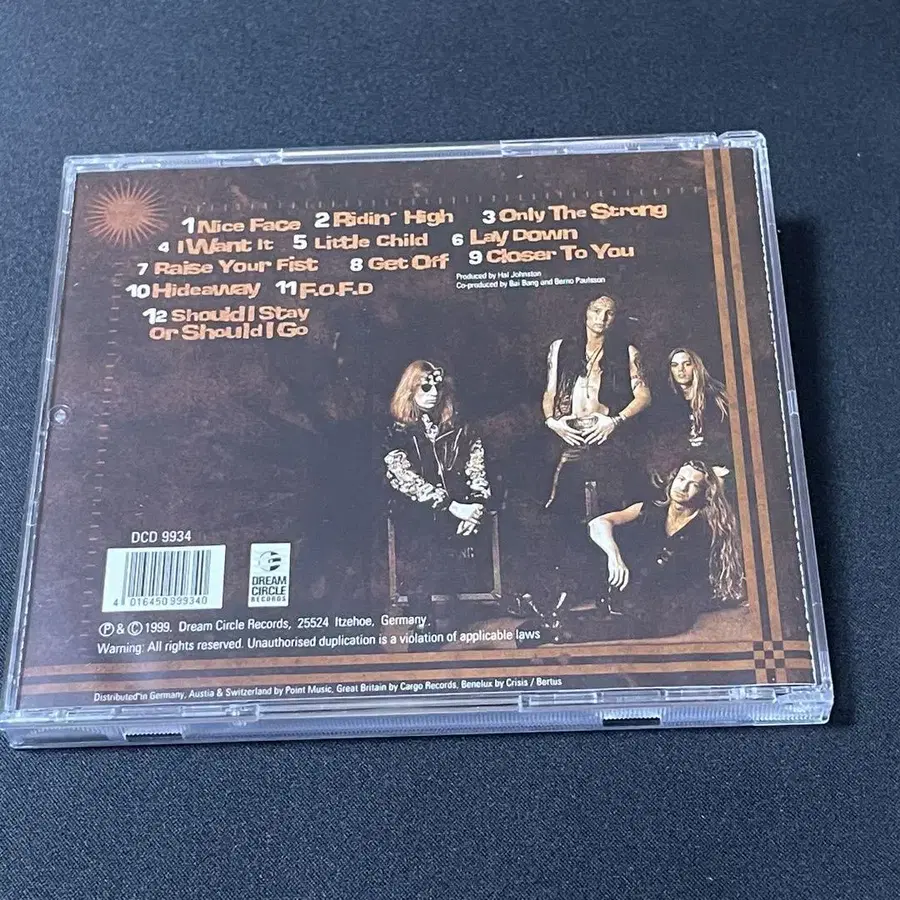 1 Nice Face 2 Ridin' High 3 Only The Strong
4 I Want It 5 Little Child 6 Lay Down
7 Raise Your Fist 8 Get Off 9 Closer To You
Produced by Hal Johnston
Co-produced by Bai Bang and Berno Paulsson
10 Hideaway 11 F.O.F.D
12 Should I Stay
Or Should I Go
DCD 9934
4 016450 999340
DREAM
CIRCLE
RECORDS
℗ & © 1999. Dream Circle Records, 25524 Itzehoe, Germany.
Warning: All rights reserved. Unauthorised duplication is a violation of applicable laws
Distributed in Germany, Austia & Switzerland by Point Music, Great Britain by Cargo Records, Benelux by Crisis / Bertus